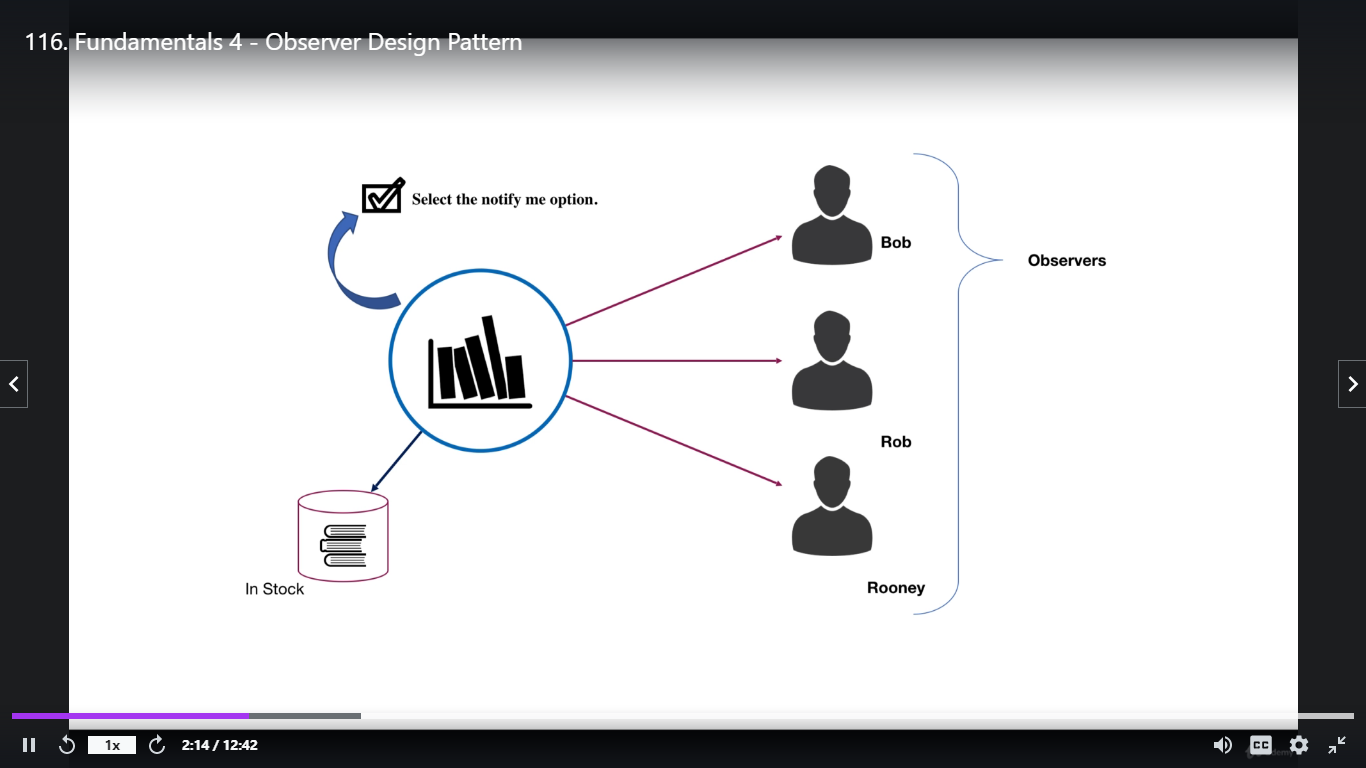 116. Fundamentals 4 - Observer Design Pattern
Select the notify me option.
Bob
Observers
Rob
Rooney
In Stock
1x
2:14 / 12:42
CC